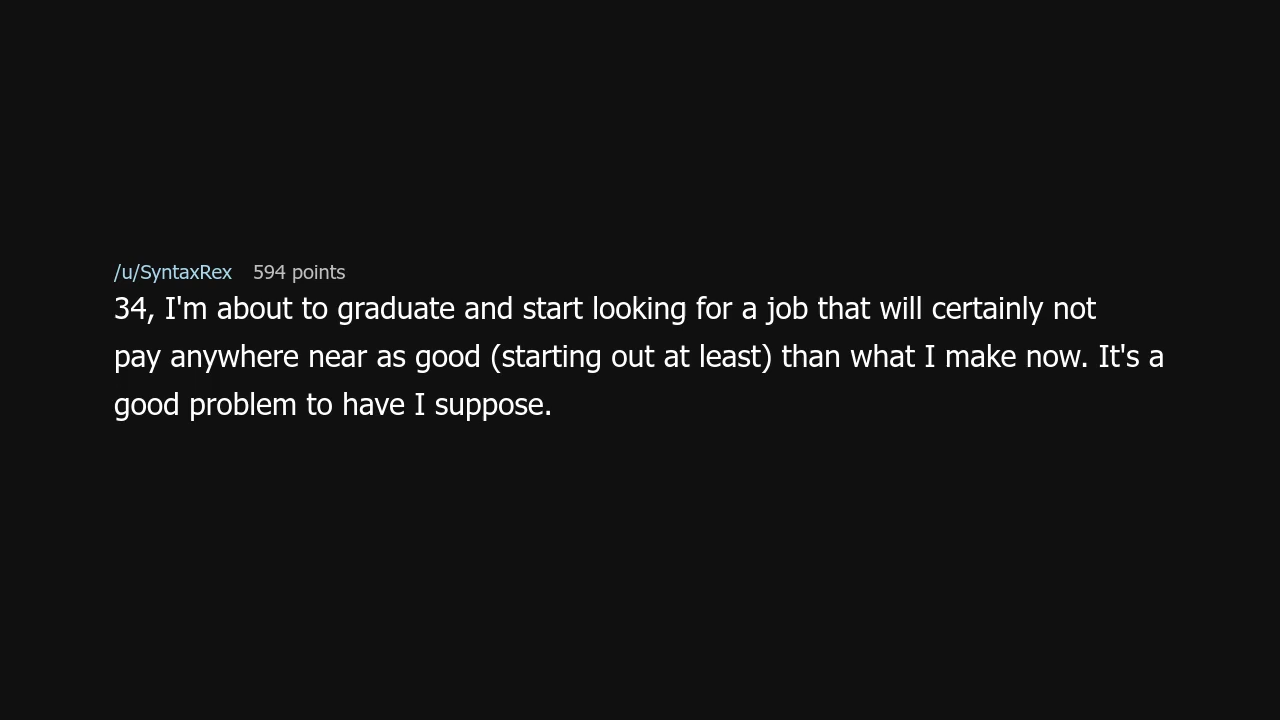 /u/SyntaxRex 594 points
34, I'm about to graduate and start looking for a job that will certainly not
pay anywhere near as good (starting out at least) than what I make now. It's a
good problem to have I suppose.